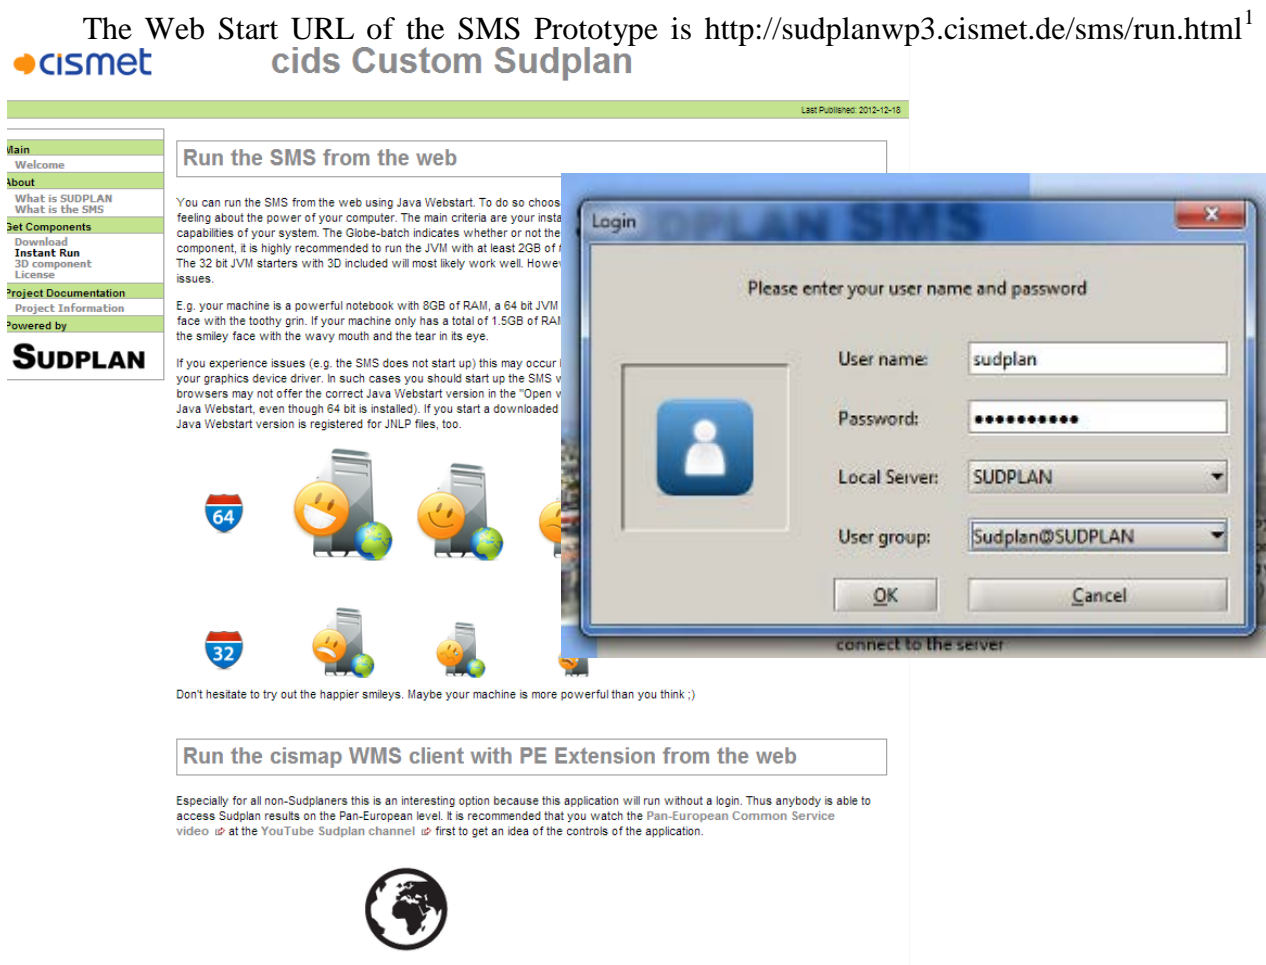 The Web Start URL of the SMS Prototype is http://sudplanwp3.cismet.de/sms/run.html1
cismet
cids Custom Sudplan
Last Published: 2012-12-18
Main
Welcome
About
What is SUDPLAN
What is the SMS
Get Components
Download
Instant Run
3D component
License
Project Documentation
Project Information
Powered by
SUDPLAN
Run the SMS from the web
You can run the SMS from the web using Java Webstart. To do so choos
feeling about the power of your computer. The main criteria are your insta
capabilities of your system. The Globe-batch indicates whether or not the
component, it is highly recommended to run the JVM with at least 2GB of
The 32 bit JVM starters with 3D included will most likely work well. Howe
issues.
E.g. your machine is a powerful notebook with 8GB of RAM, a 64 bit JVM
face with the toothy grin. If your machine only has a total of 1.5GB of RAM
the smiley face with the wavy mouth and the tear in its eye.
If you experience issues (e.g. the SMS does not start up) this may occur
your graphics device driver. In such cases you should start up the SMS
browsers may not offer the correct Java Webstart version in the "Open
Java Webstart, even though 64 bit is installed). If you start a downloaded
Java Webstart version is registered for JNLP files, too.
64
32
Don't hesitate to try out the happier smileys. Maybe your machine is more powerful than you think ;)
Run the cismap WMS client with PE Extension from the web
Especially for all non-Sudplaners this is an interesting option because this application will run without a login. Thus anybody is able to
access Sudplan results on the Pan-European level. It is recommended that you watch the Pan-European Common Service
video at the YouTube Sudplan channel first to get an idea of the controls of the application.
SUDPLAN SMS
Login
Please enter your user name and password
User name:
sudplan
Password:
••••••••••
Local Server:
SUDPLAN
User group:
Sudplan@SUDPLAN
OK
Cancel
connect to the server